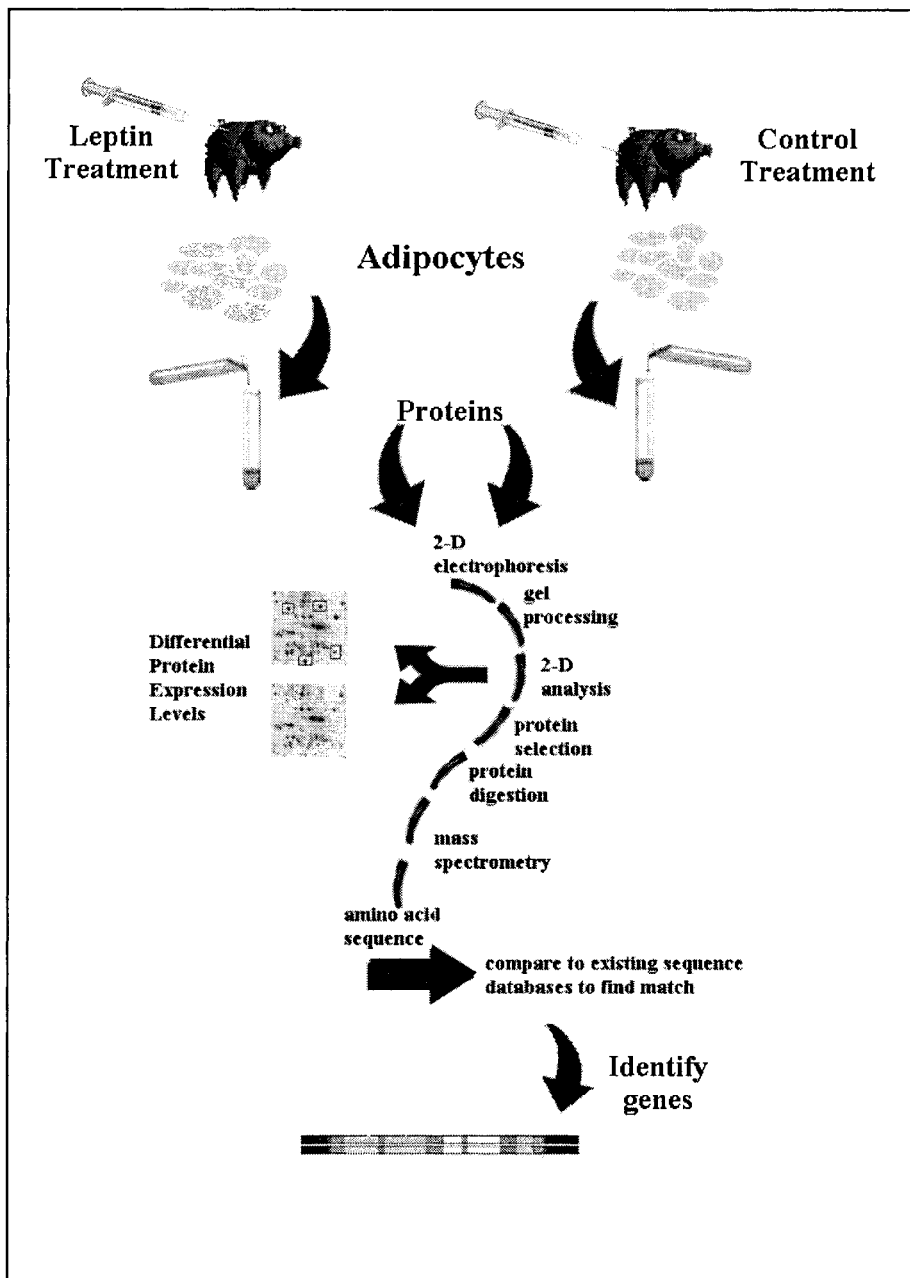 Leptin
Treatment
Control
Treatment
Adipocytes
Proteins
2-D
electrophoresis
gel
processing
Differential
Protein
Expression
Levels
2-D
analysis
protein
selection
protein
digestion
mass
spectrometry
amino acid
sequence
compare to existing sequence
databases to find match
Identify
genes